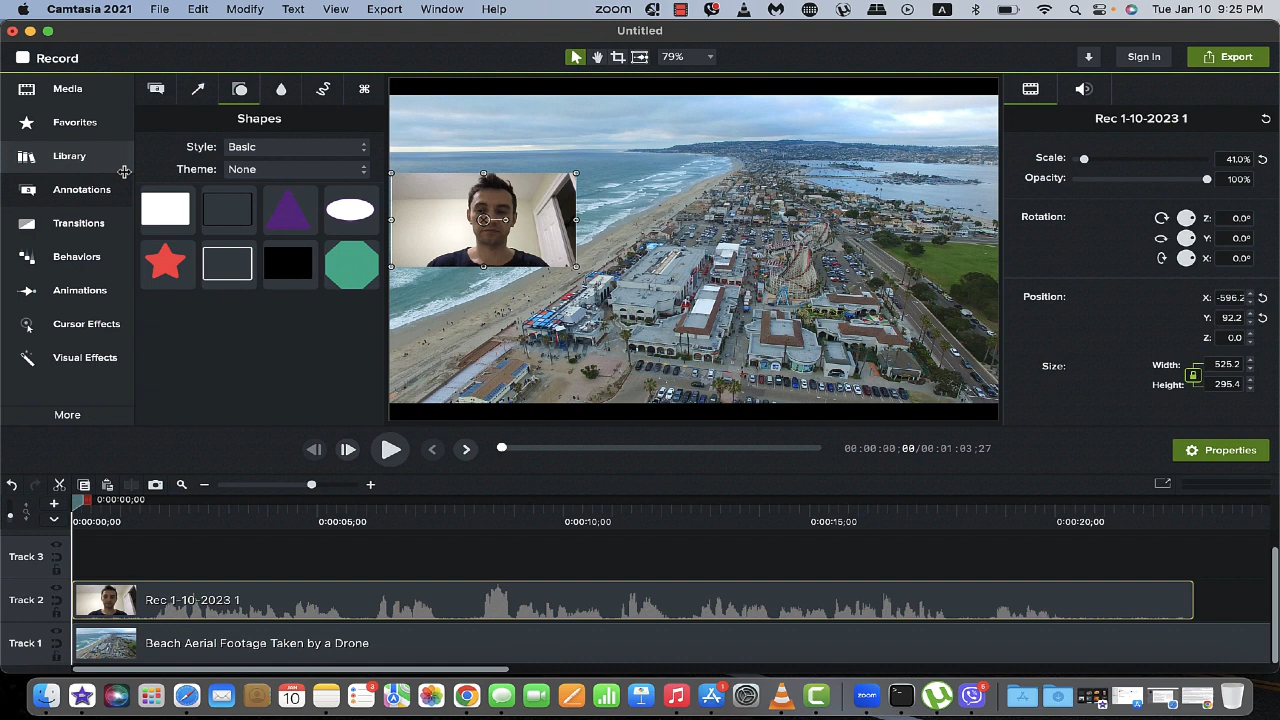 Camtasia 2021 File Edit Modify Text View Export Window Help zoom A Tue Jan 10 9:25 PM
Untitled
Record 79% Sign In Export
Media
Favorites
Library
Annotations
Transitions
Behaviors
Animations
Cursor Effects
Visual Effects
More
Shapes
Style: Basic
Theme: None
Rec 1-10-2023 1
Scale: 41.0%
Opacity: 100%
Rotation: Z: 0.0°
Y: 0.0°
X: 0.0°
Position: X: -596.2
Y: 92.2
Z: 0.0
Size: Width: 525.2
Height: 295.4
00:00:00;00/00:01:03;27
Properties
0:00:00;00
0:00:00;00 0:00:05;00 0:00:10;00 0:00:15;00 0:00:20;00
Track 3
Track 2 Rec 1-10-2023 1
Track 1 Beach Aerial Footage Taken by a Drone
JAN
10
3
1
zoom
6